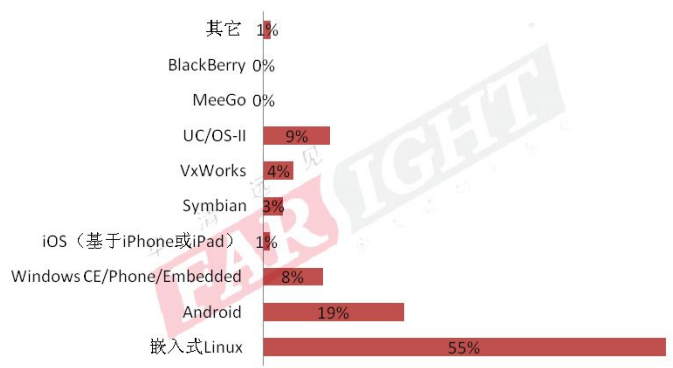 其它 1%
BlackBerry 0%
MeeGo 0%
UC/OS-II 9%
VxWorks 4%
Symbian 3%
iOS（基于iPhone或iPad） 1%
Windows CE/Phone/Embedded 8%
Android 19%
嵌入式Linux 55%
FARSIGHT